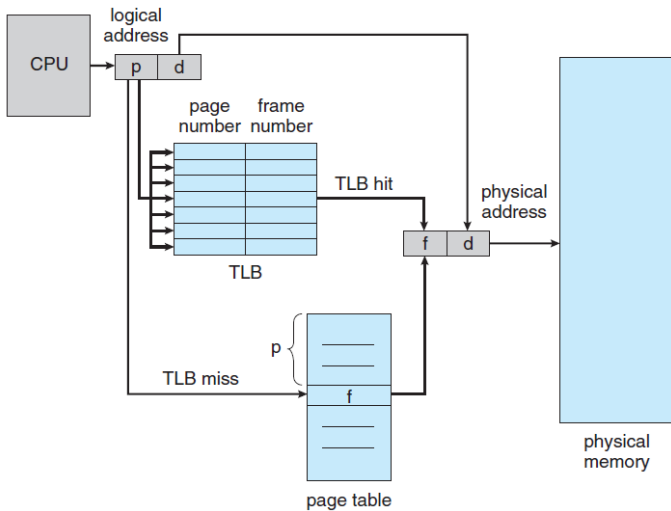 logical
address
CPU
p d
page frame
number number
TLB hit
physical
address
f d
TLB
p
TLB miss
f
physical
memory
page table